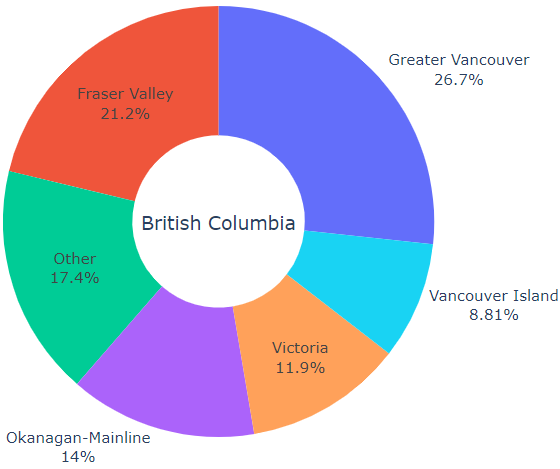 Greater Vancouver
26.7%
Fraser Valley
21.2%
British Columbia
Other
17.4%
Vancouver Island
8.81%
Victoria
11.9%
Okanagan-Mainline
14%